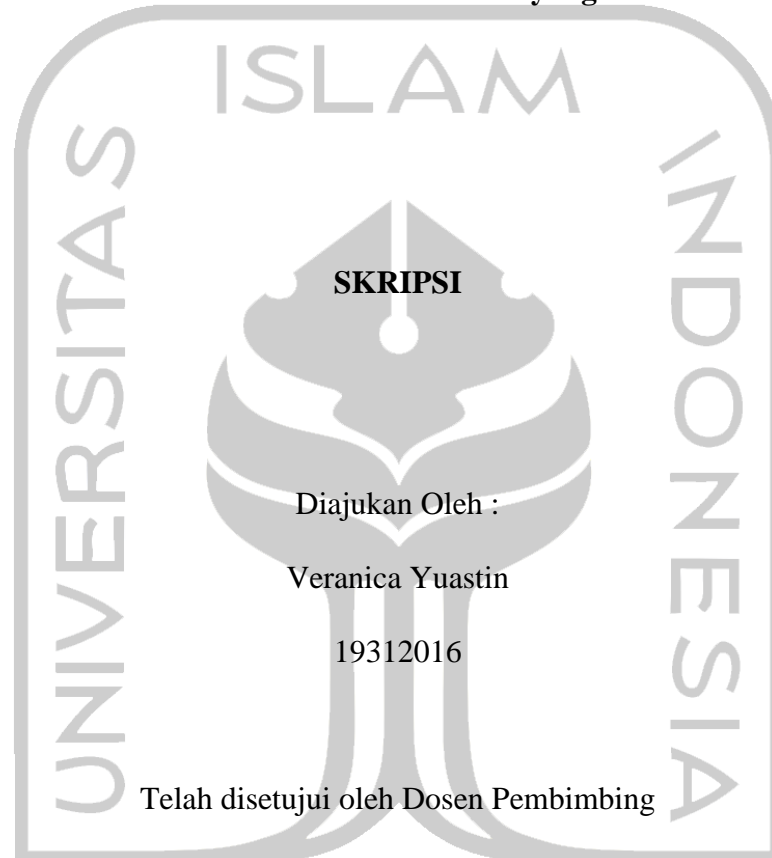 ISLAM
UNIVERSITAS
INDONESIA
SKRIPSI
Diajukan Oleh :
Veranica Yuastin
19312016
Telah disetujui oleh Dosen Pembimbing